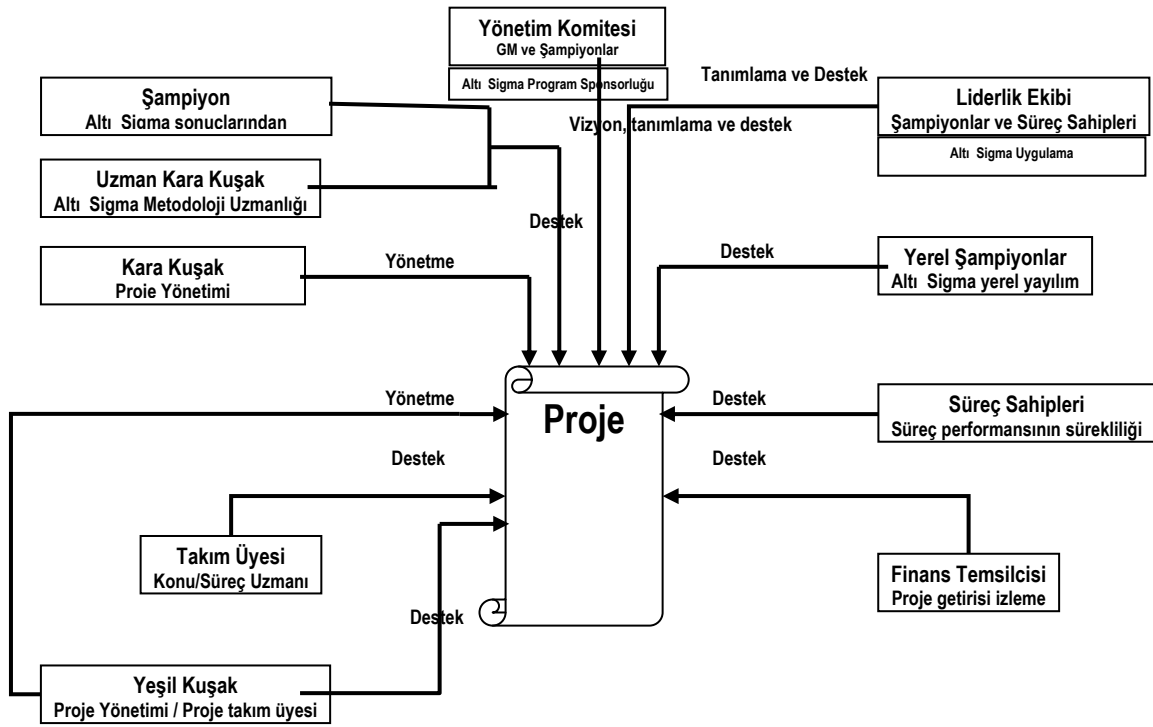 Yönetim Komitesi
GM ve Şampiyonlar
Altı Sigma Program Sponsorluğu
Tanımlama ve Destek
Şampiyon
Altı Sigma sonuçlarından
Liderlik Ekibi
Şampiyonlar ve Süreç Sahipleri
Altı Sigma Uygulama
Vizyon, tanımlama ve destek
Uzman Kara Kuşak
Altı Sigma Metodoloji Uzmanlığı
Destek
Kara Kuşak
Proje Yönetimi
Yönetme
Destek
Yerel Şampiyonlar
Altı Sigma yerel yayılım
Proje
Yönetme
Destek
Süreç Sahipleri
Süreç performansının sürekliliği
Destek
Destek
Takım Üyesi
Konu/Süreç Uzmanı
Finans Temsilcisi
Proje getirisi izleme
Destek
Yeşil Kuşak
Proje Yönetimi / Proje takım üyesi